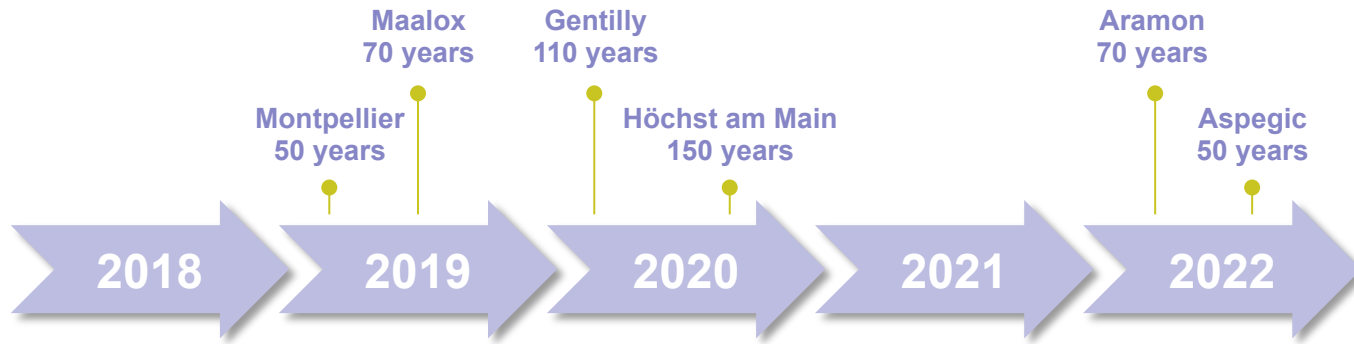 Maalox
70 years
Gentilly
110 years
Aramon
70 years
Montpellier
50 years
Höchst am Main
150 years
Aspegic
50 years
2018
2019
2020
2021
2022